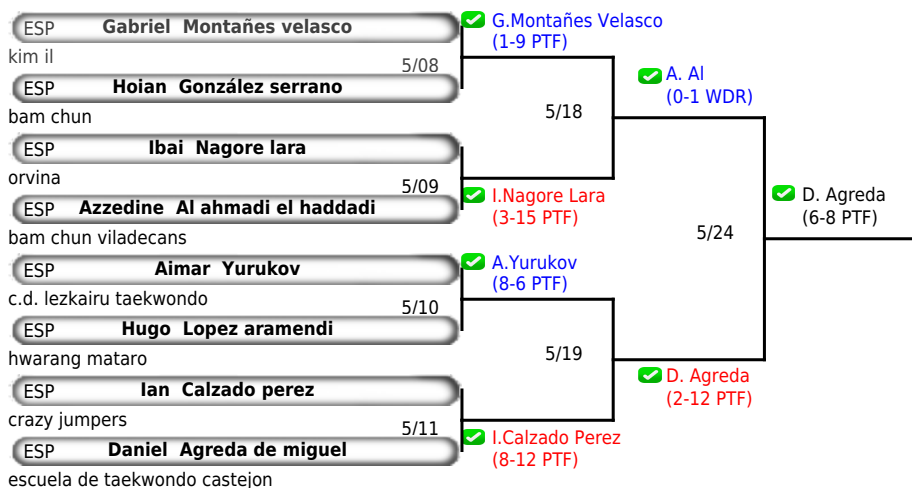 ESP Gabriel Montañes velasco
kim il
5/08
ESP Hoian González serrano
bam chun
ESP Ibai Nagore lara
orvina
5/09
ESP Azzedine Al ahmadi el haddadi
bam chun viladecans
ESP Aimar Yurukov
c.d. lezkairu taekwondo
5/10
ESP Hugo Lopez aramendi
hwarang mataro
ESP Ian Calzado perez
crazy jumpers
5/11
ESP Daniel Agreda de miguel
escuela de taekwondo castejon
G.Montañes Velasco
(1-9 PTF)
5/18
I.Nagore Lara
(3-15 PTF)
A.Yurukov
(8-6 PTF)
5/19
I.Calzado Perez
(8-12 PTF)
A. Al
(0-1 WDR)
5/24
D. Agreda
(2-12 PTF)
D. Agreda
(6-8 PTF)